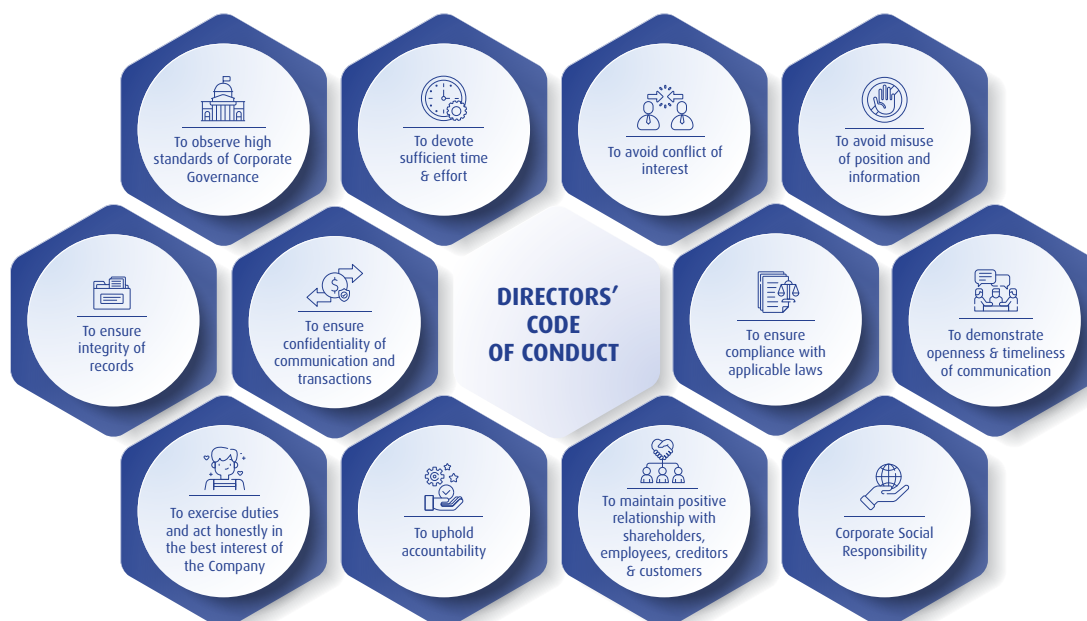 To observe high
standards of Corporate
Governance
To devote
sufficient time
& effort
To avoid conflict of
interest
To avoid misuse
of position and
information
To ensure
integrity of
records
To ensure
confidentiality of
communication and
transactions
DIRECTORS'
CODE
OF CONDUCT
To ensure
compliance with
applicable laws
To demonstrate
openness & timeliness
of communication
To exercise duties
and act honestly in
the best interest of
the Company
To uphold
accountability
To maintain positive
relationship with
shareholders,
employees, creditors
& customers
Corporate Social
Responsibility